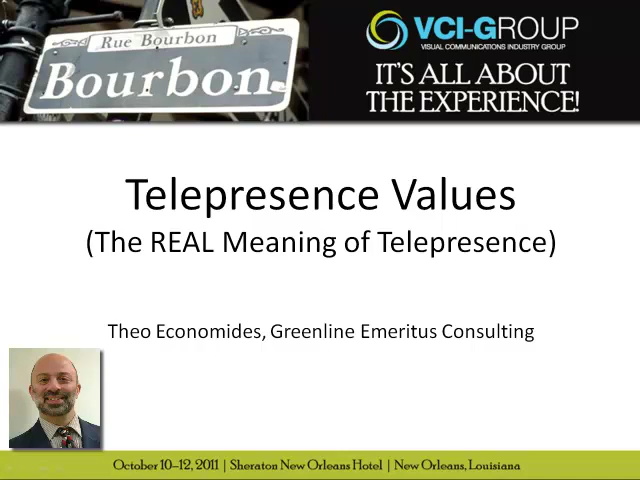 Rue Bourbon
Bourbon
VCI-GROUP
VISUAL COMMUNICATIONS INDUSTRY GROUP
IT'S ALL ABOUT
THE EXPERIENCE!
Telepresence Values
(The REAL Meaning of Telepresence)
Theo Economides, Greenline Emeritus Consulting
October 10–12, 2011 | Sheraton New Orleans Hotel | New Orleans, Louisiana